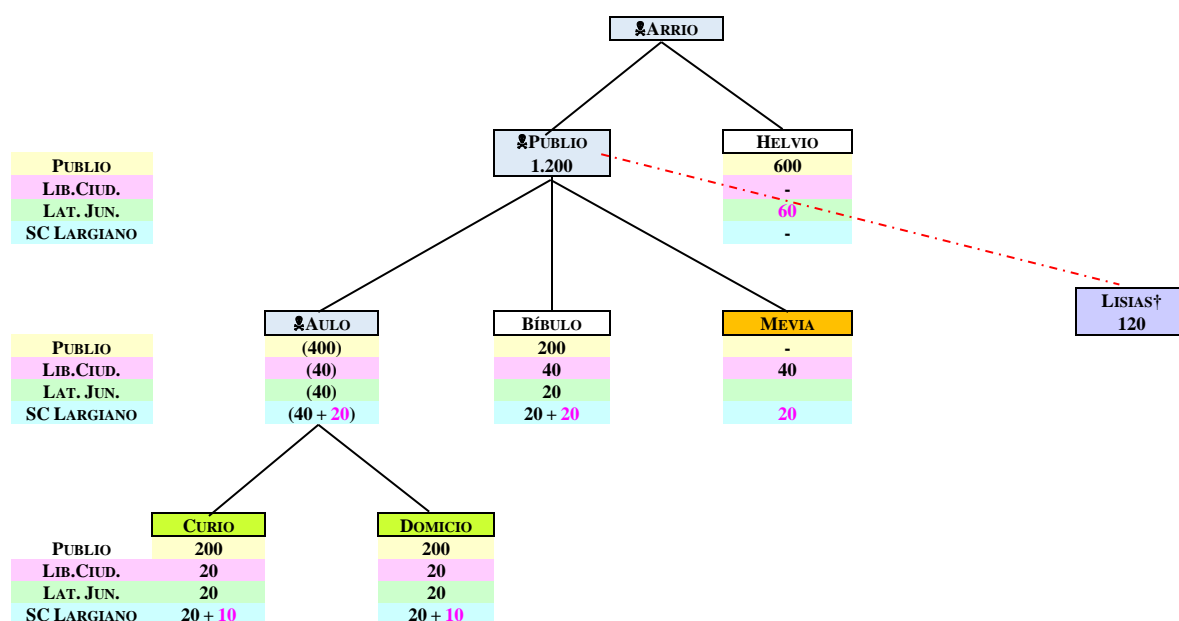 ☠ARRIO
☠PUBLIO HELVIO
PUBLIO 1.200 600
LIB.CIUD. -
LAT. JUN. 60
SC LARGIANO -
LISIAS†
120
☠AULO BÍBULO MEVIA
PUBLIO (400) 200 -
LIB.CIUD. (40) 40 40
LAT. JUN. (40) 20
SC LARGIANO (40 + 20) 20 + 20 20
CURIO DOMICIO
PUBLIO 200 200
LIB.CIUD. 20 20
LAT. JUN. 20 20
SC LARGIANO 20 + 10 20 + 10